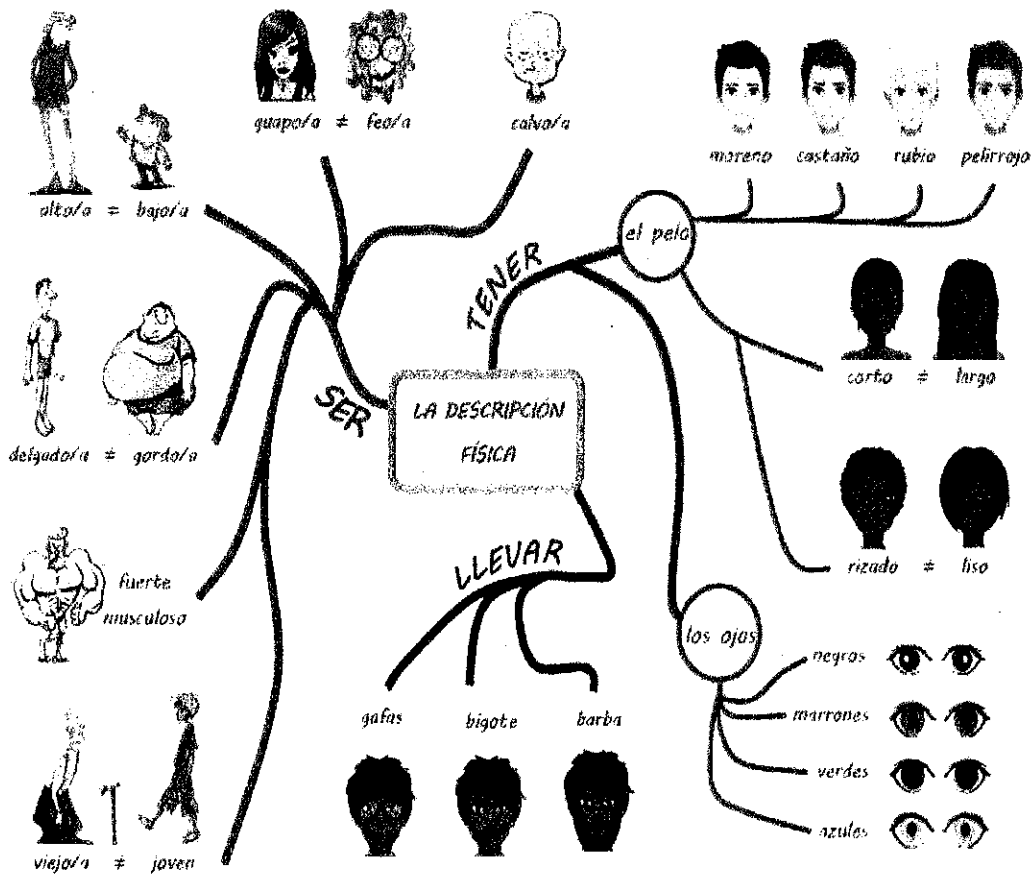 LA DESCRIPCIÓN
FÍSICA
SER
alto/a ≠ bajo/a
guapo/a ≠ feo/a
calvo/a
delgado/a ≠ gordo/a
fuerte
musculoso
viejo/a ≠ joven
TENER
el pelo
moreno castaño rubio pelirrojo
corto ≠ largo
rizado ≠ liso
los ojos
negros
marrones
verdes
azules
LLEVAR
gafas bigote barba